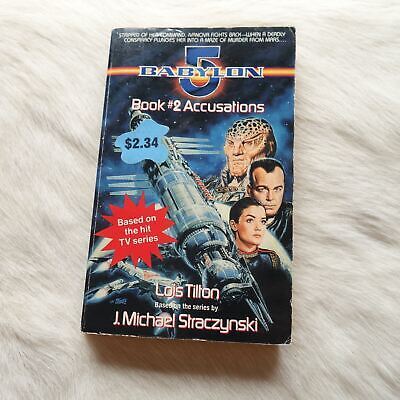 STRIPPED OF HER COMMAND, IVANOVA FIGHTS BACK—WHEN A DEADLY
CONSPIRACY PLUNGES HER INTO A MAZE OF MURDER FROM MARS....
5
BABYLON
Book #2 Accusations
$2.34
Based on
the hit
TV series
Lois Tilton
Based on the series by
J. Michael Straczynski